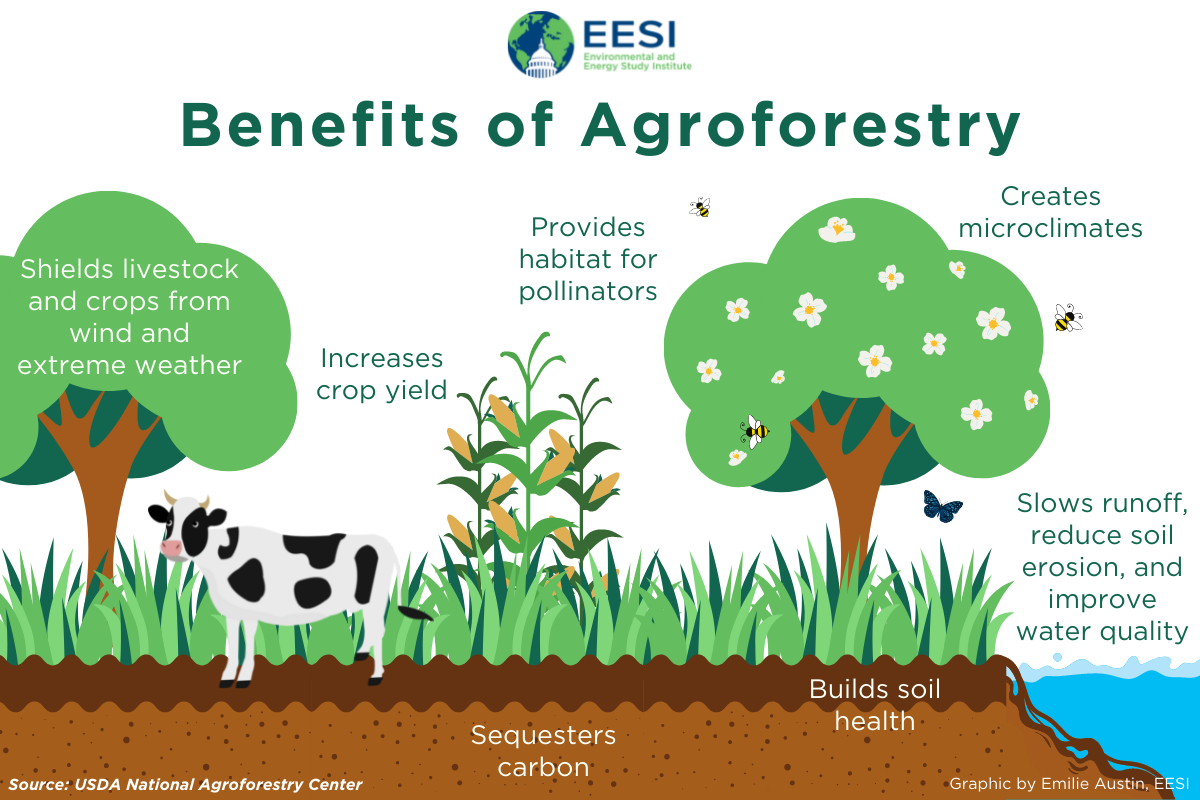 EESI
Environmental and
Energy Study Institute
Benefits of Agroforestry
Shields livestock
and crops from
wind and
extreme weather
Increases
crop yield
Provides
habitat for
pollinators
Creates
microclimates
Slows runoff,
reduce soil
erosion, and
improve
water quality
Builds soil
health
Sequesters
carbon
Source: USDA National Agroforestry Center
Graphic by Emilie Austin, EESI